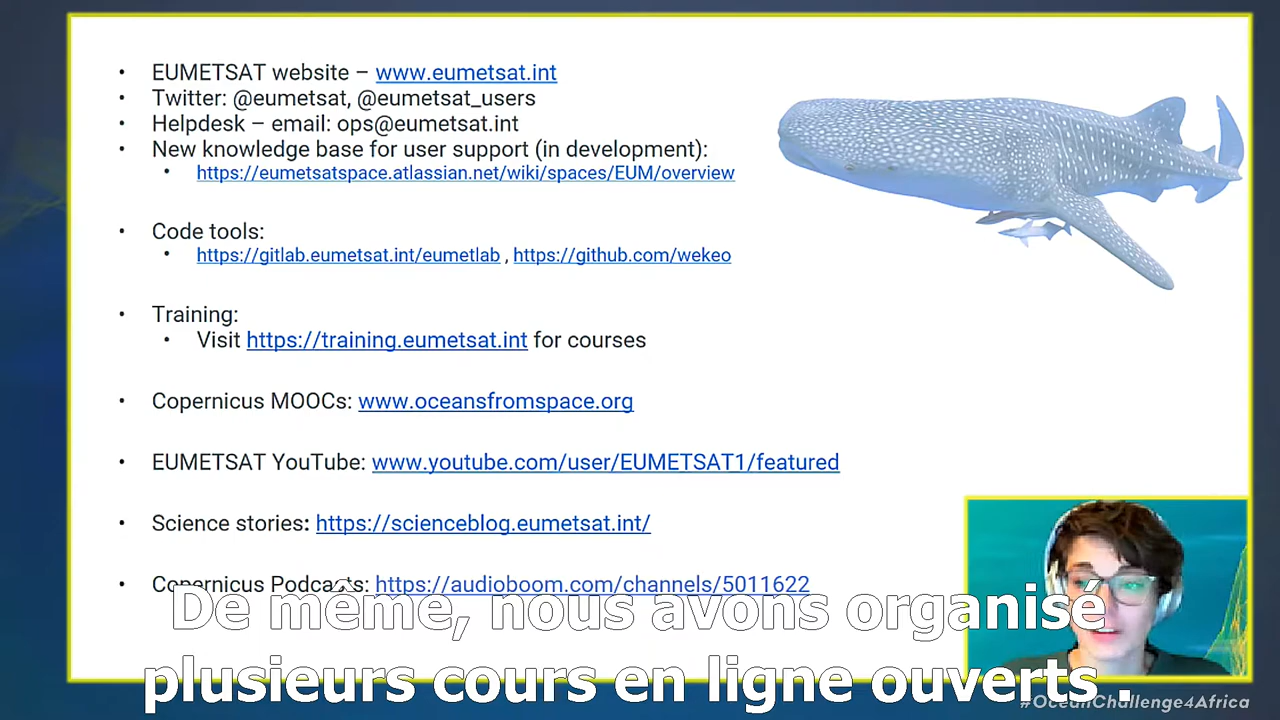 • EUMETSAT website – www.eumetsat.int
• Twitter: @eumetsat, @eumetsat_users
• Helpdesk – email: ops@eumetsat.int
• New knowledge base for user support (in development):
• https://eumetsatspace.atlassian.net/wiki/spaces/EUM/overview
• Code tools:
• https://gitlab.eumetsat.int/eumetlab , https://github.com/wekeo
• Training:
• Visit https://training.eumetsat.int for courses
• Copernicus MOOCs: www.oceansfromspace.org
• EUMETSAT YouTube: www.youtube.com/user/EUMETSAT1/featured
• Science stories: https://scienceblog.eumetsat.int/
• Copernicus Podcasts: https://audioboom.com/channels/5011622
De même, nous avons organisé
plusieurs cours en ligne ouverts .
#OceanChallenge4Africa